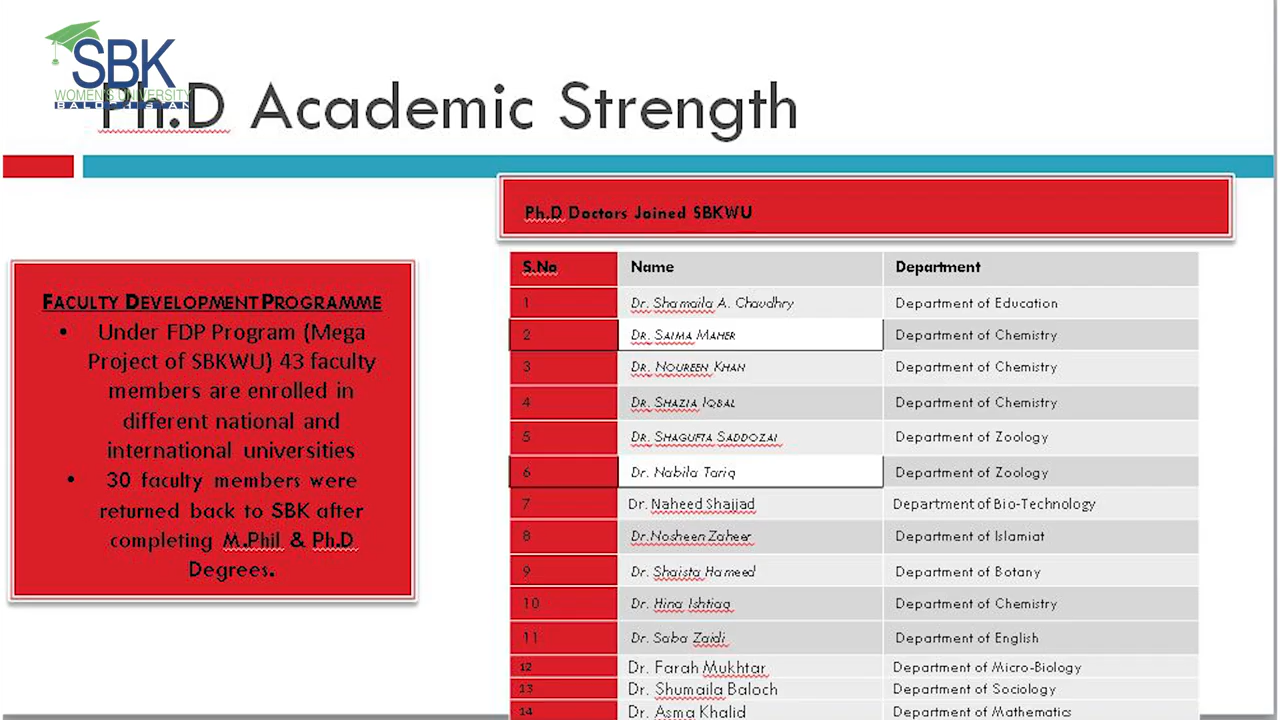 SBK
WOMEN'S UNIVERSITY
BALOCHISTAN
Ph.D Academic Strength
Ph.D Doctors Joined SBKWU
FACULTY DEVELOPMENT PROGRAMME
• Under FDP Program (Mega
Project of SBKWU) 43 faculty
members are enrolled in
different national and
international universities
• 30 faculty members were
returned back to SBK after
completing M.Phil & Ph.D
Degrees.
S.No Name Department
1 Dr. Shamaila A. Chaudhry Department of Education
2 DR. SAIMA MAHER Department of Chemistry
3 DR. NOUREEN KHAN Department of Chemistry
4 DR. SHAZIA IQBAL Department of Chemistry
5 DR. SHAGUFTA SADDOZAI Department of Zoology
6 Dr. Nabila Tariq Department of Zoology
7 Dr. Naheed Shajjad Department of Bio-Technology
8 Dr.Nosheen Zaheer Department of Islamiat
9 Dr. Shaista Hameed Department of Botany
10 Dr. Hina Ishtiaq Department of Chemistry
11 Dr. Saba Zaidi Department of English
12 Dr. Farah Mukhtar Department of Micro-Biology
13 Dr. Shumaila Baloch Department of Sociology
14 Dr. Asma Khalid Department of Mathematics